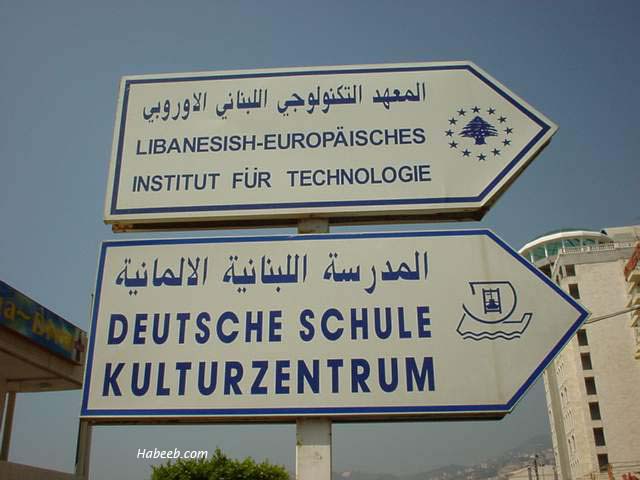 المعهد التكنولوجي اللبناني الاوروبي
LIBANESISH-EUROPÄISCHES
INSTITUT FÜR TECHNOLOGIE
المدرسة اللبنانية الالمانية
DEUTSCHE SCHULE
KULTURZENTRUM
Habeeb.com